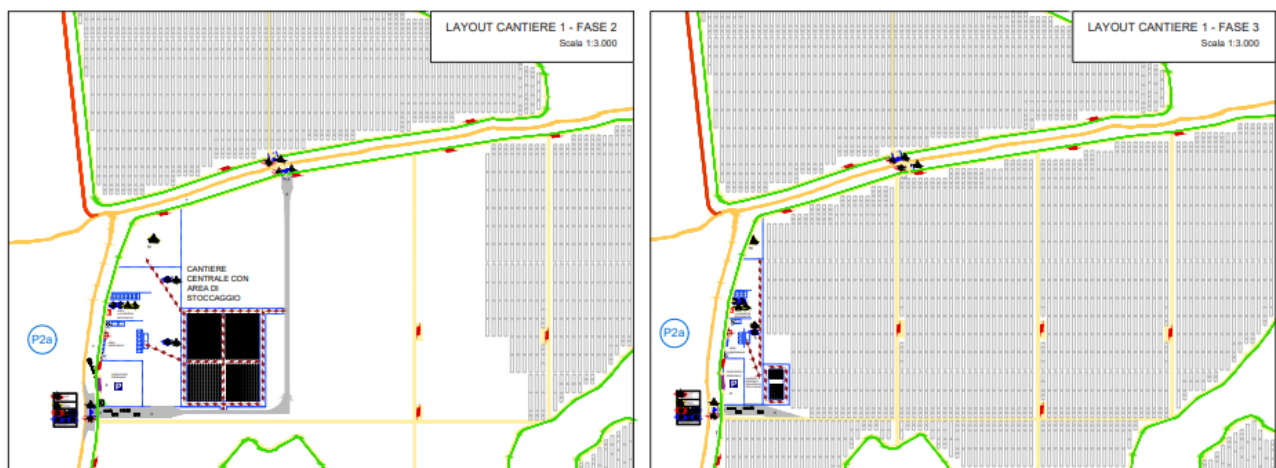 LAYOUT CANTIERE 1 - FASE 2
Scala 1:3.000
CANTIERE
CENTRALE CON
AREA DI
STOCCAGGIO
P2a
P
LAYOUT CANTIERE 1 - FASE 3
Scala 1:3.000
P2a
P